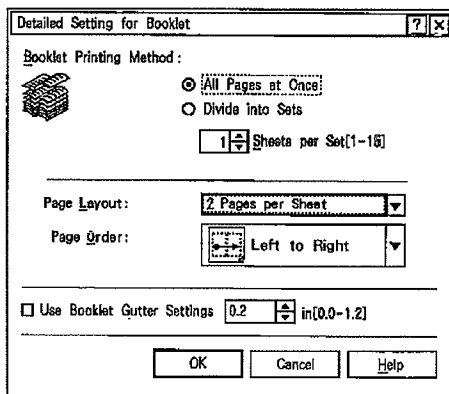 Detailed Setting for Booklet
Booklet Printing Method :
All Pages at Once
Divide into Sets
1 Sheets per Set[1-15]
Page Layout: 2 Pages per Sheet
Page Order: Left to Right
Use Booklet Gutter Settings 0.2 in[0.0-1.2]
OK Cancel Help